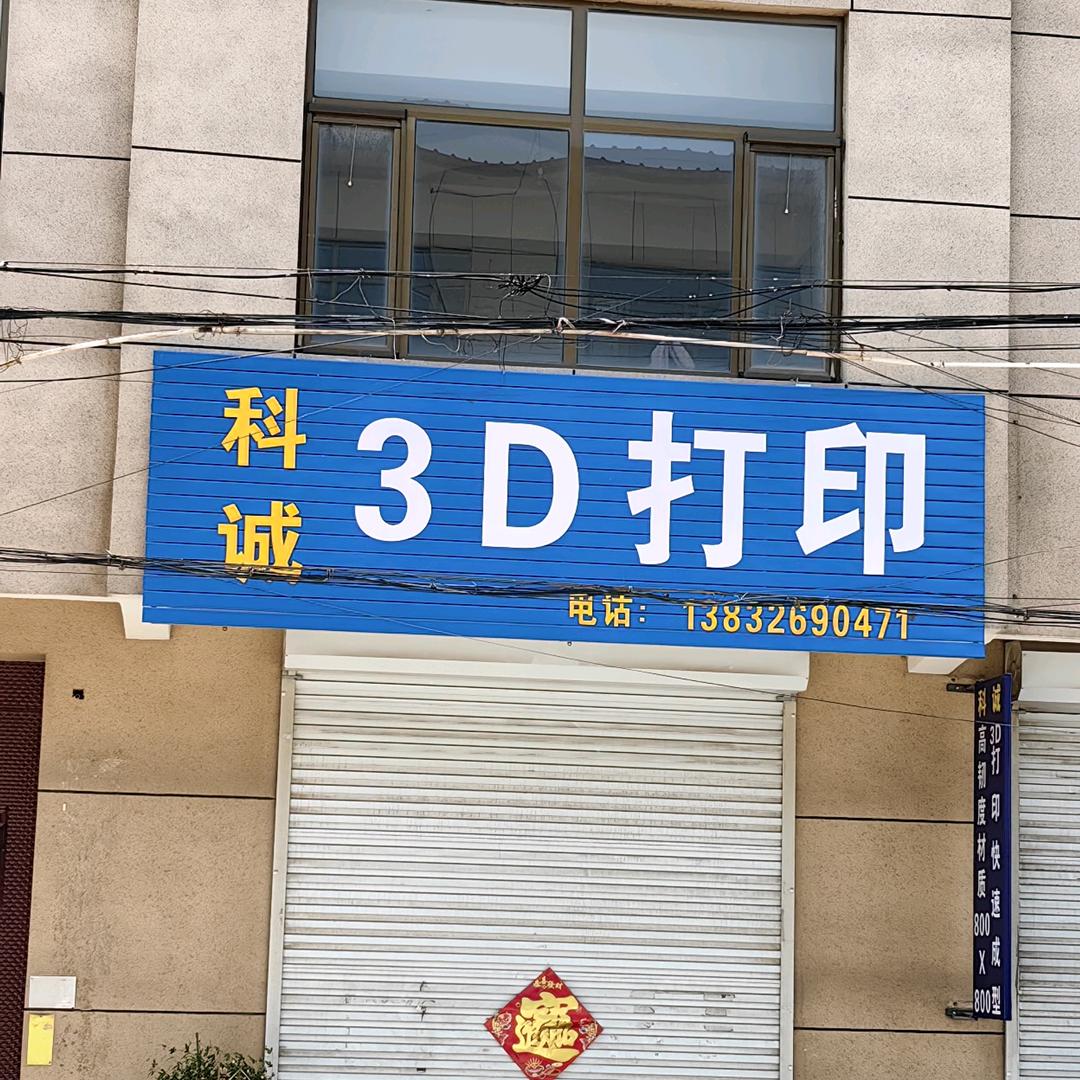 科诚
3D打印
电话： 13832690471
科诚
3D打印 快速成型
高韧度材质 800X800